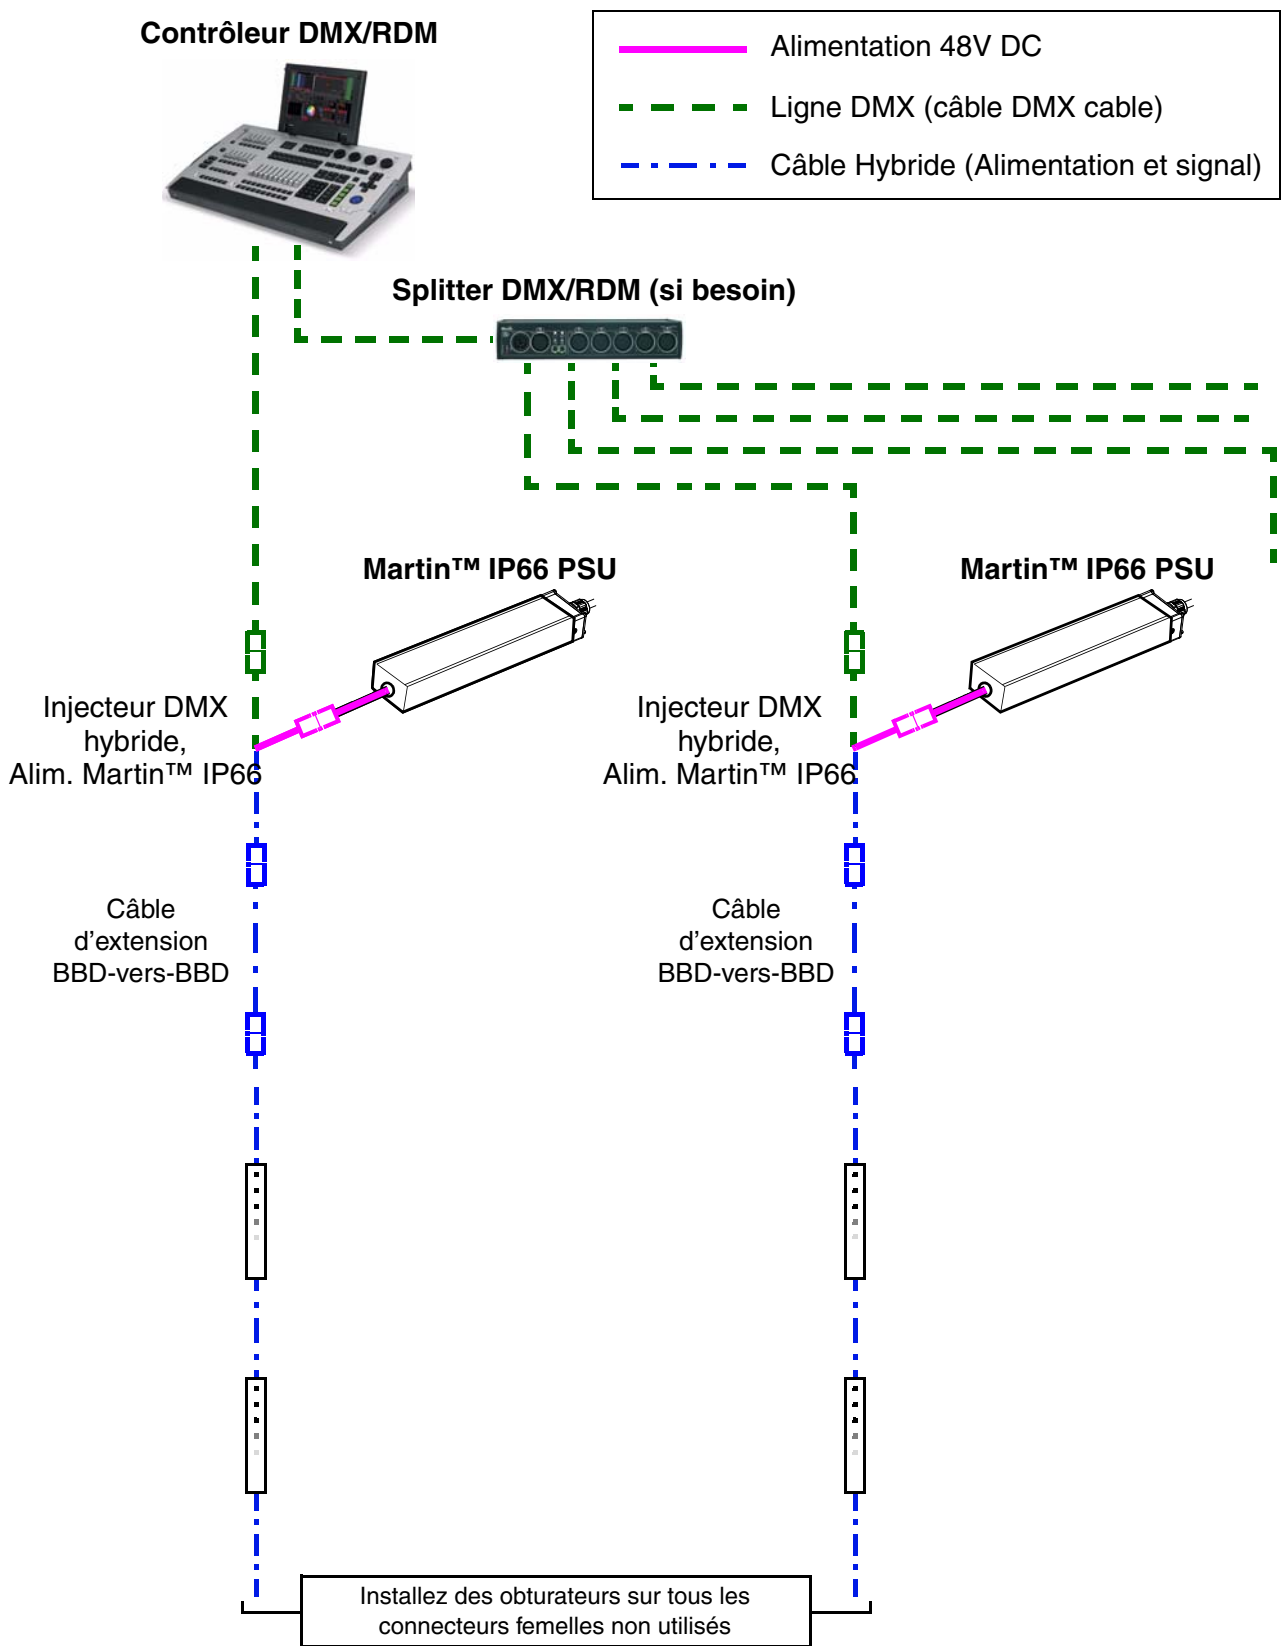 Contrôleur DMX/RDM
Alimentation 48V DC
Ligne DMX (câble DMX cable)
Câble Hybride (Alimentation et signal)
Splitter DMX/RDM (si besoin)
Martin™ IP66 PSU
Martin™ IP66 PSU
Injecteur DMX
hybride,
Alim. Martin™ IP66
Injecteur DMX
hybride,
Alim. Martin™ IP66
Câble
d’extension
BBD-vers-BBD
Câble
d’extension
BBD-vers-BBD
Installez des obturateurs sur tous les
connecteurs femelles non utilisés